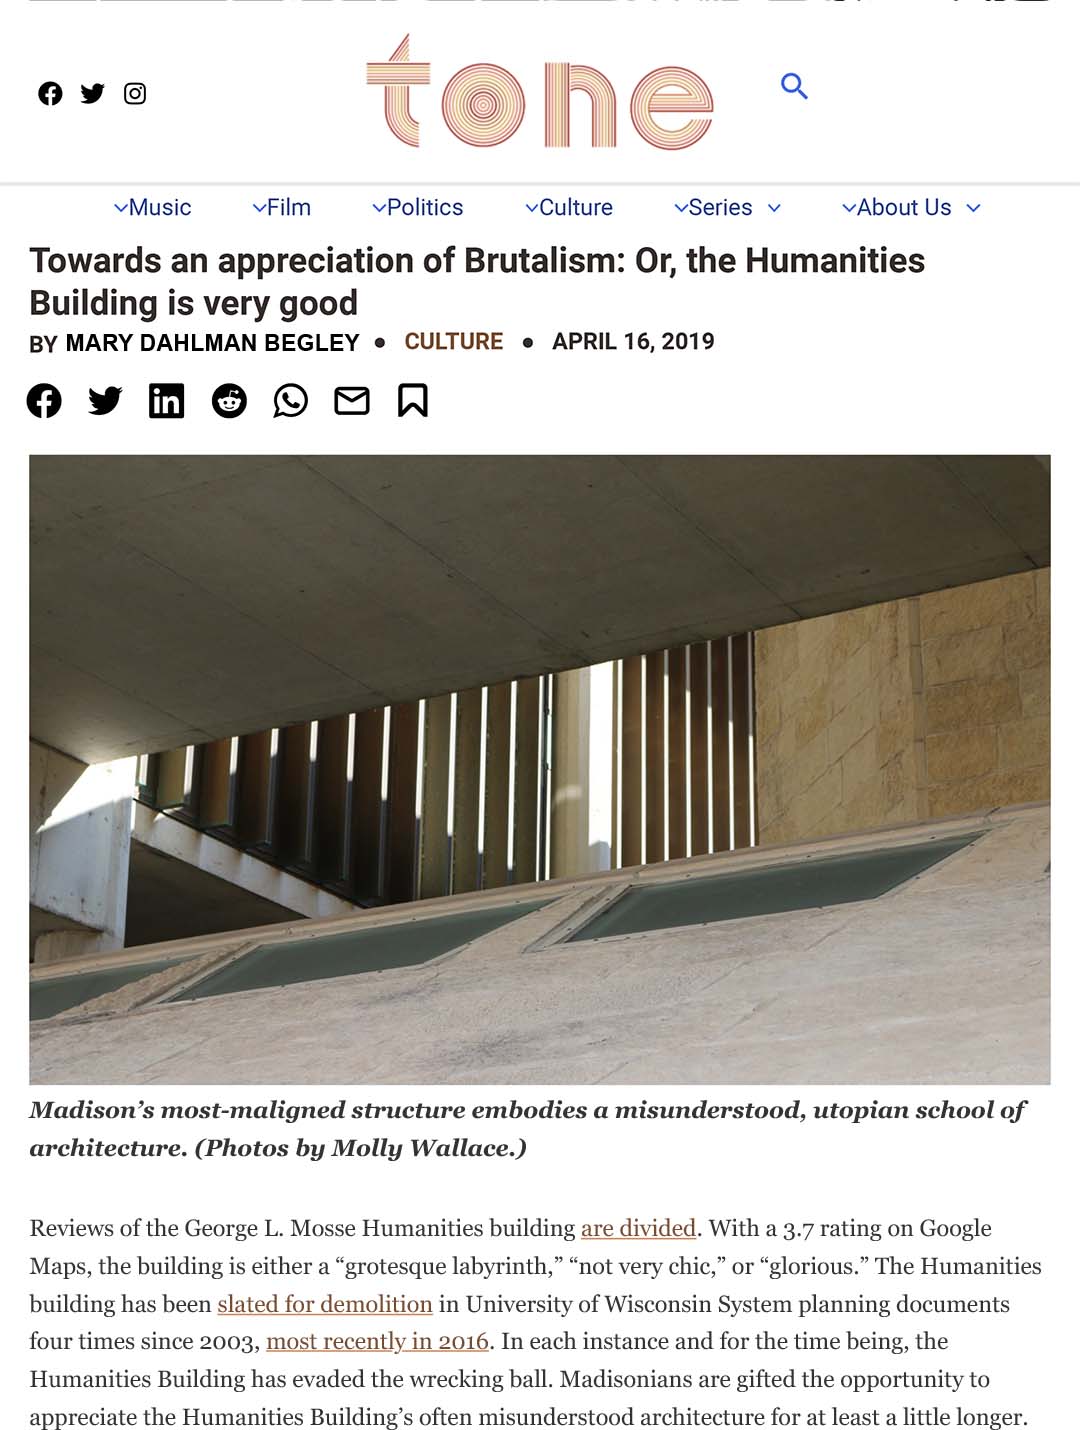 tone
Music
Film
Politics
Culture
Series
About Us
Towards an appreciation of Brutalism: Or, the Humanities
Building is very good
BY MARY DAHLMAN BEGLEY • CULTURE • APRIL 16, 2019
Madison’s most-maligned structure embodies a misunderstood, utopian school of
architecture. (Photos by Molly Wallace.)
Reviews of the George L. Mosse Humanities building are divided. With a 3.7 rating on Google
Maps, the building is either a “grotesque labyrinth,” “not very chic,” or “glorious.” The Humanities
building has been slated for demolition in University of Wisconsin System planning documents
four times since 2003, most recently in 2016. In each instance and for the time being, the
Humanities Building has evaded the wrecking ball. Madisonians are gifted the opportunity to
appreciate the Humanities Building’s often misunderstood architecture for at least a little longer.